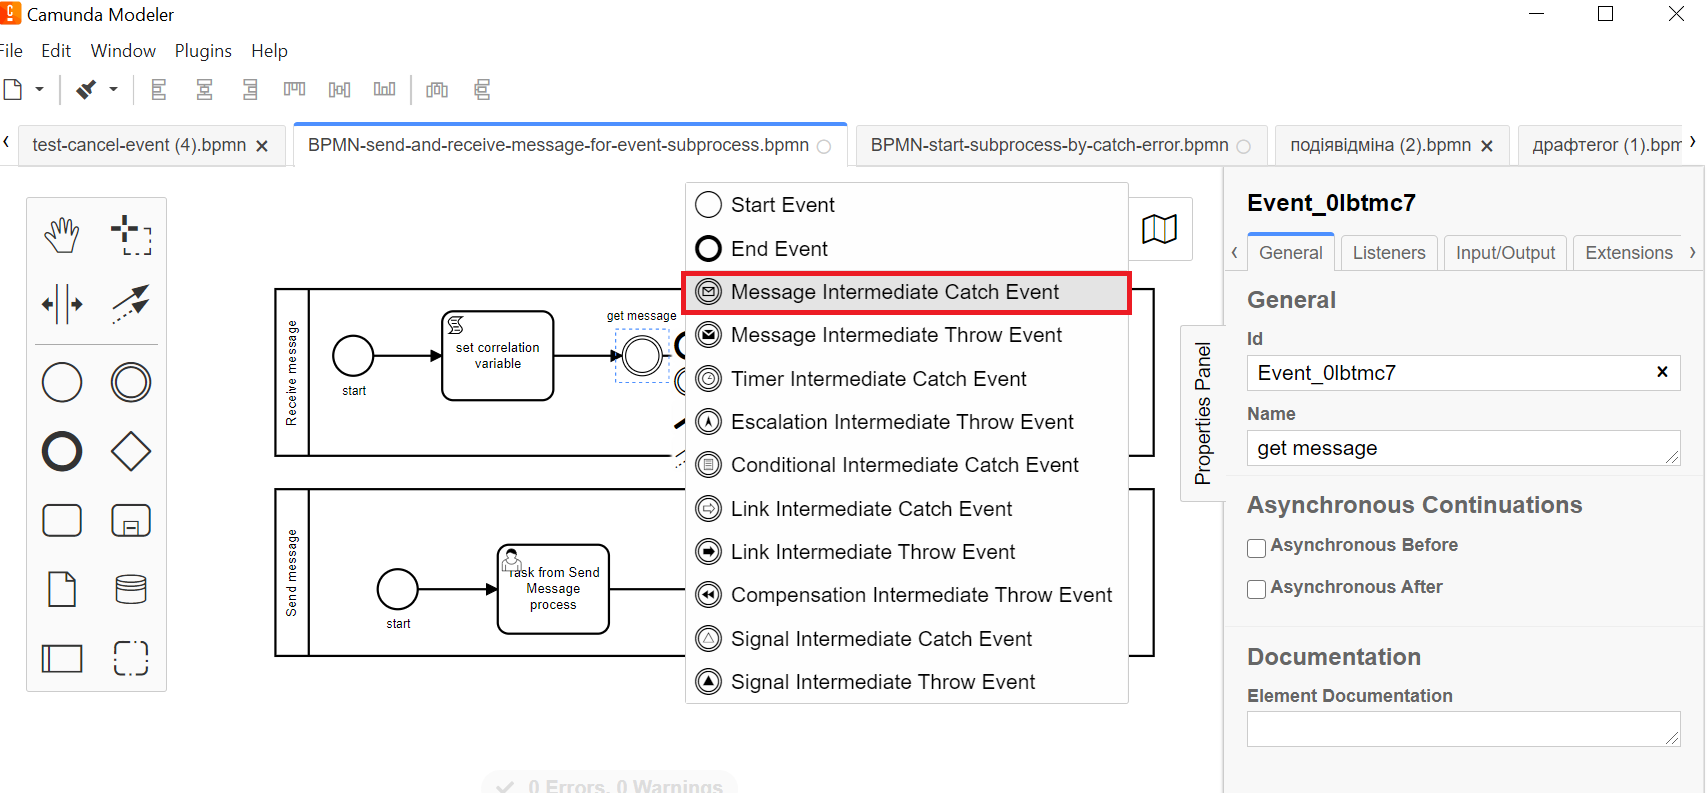 Camunda Modeler
File Edit Window Plugins Help
test-cancel-event (4).bpmn
BPMN-send-and-receive-message-for-event-subprocess.bpmn
BPMN-start-subprocess-by-catch-error.bpmn
подіявідміна (2).bpmn
драфтеror (1).bpm
Start Event
End Event
Message Intermediate Catch Event
Message Intermediate Throw Event
Timer Intermediate Catch Event
Escalation Intermediate Throw Event
Conditional Intermediate Catch Event
Link Intermediate Catch Event
Link Intermediate Throw Event
Compensation Intermediate Throw Event
Signal Intermediate Catch Event
Signal Intermediate Throw Event
Receive message
start
set correlation
variable
get message
Send message
start
Task from Send
Message
process
0 Errors, 0 Warnings
Properties Panel
Event_0lbtmc7
General Listeners Input/Output Extensions
General
Id
Event_0lbtmc7
Name
get message
Asynchronous Continuations
Asynchronous Before
Asynchronous After
Documentation
Element Documentation